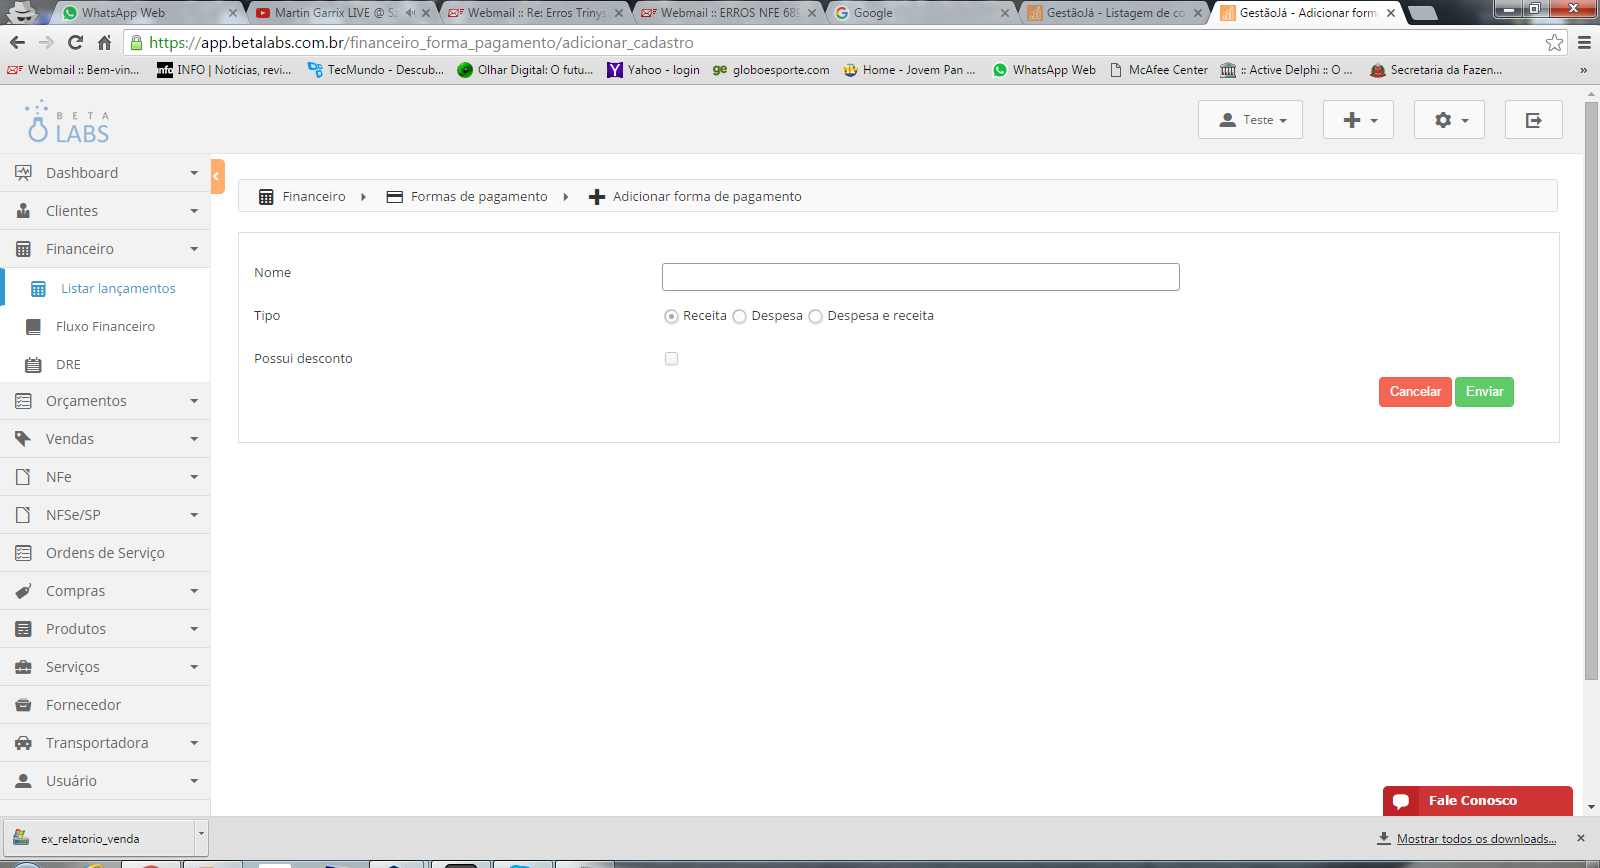 WhatsApp Web
Martin Garrix LIVE @ Sz
Webmail :: Re: Erros Trinys
Webmail :: ERROS NFE 689
Google
GestãoJá - Listagem de co
GestãoJá - Adicionar form
https://app.betalabs.com.br/financeiro_forma_pagamento/adicionar_cadastro
Webmail :: Bem-vin...
info INFO | Notícias, revi...
TecMundo - Descub...
Olhar Digital: O futu...
Yahoo - login
ge globoesporte.com
Home - Jovem Pan ...
WhatsApp Web
McAfee Center
:: Active Delphi :: O ...
Secretaria da Fazen...
»
BETA
LABS
Teste
Dashboard
Clientes
Financeiro
Listar lançamentos
Fluxo Financeiro
DRE
Orçamentos
Vendas
NFe
NFSe/SP
Ordens de Serviço
Compras
Produtos
Serviços
Fornecedor
Transportadora
Usuário
Financeiro Formas de pagamento Adicionar forma de pagamento
Nome
Tipo Receita Despesa Despesa e receita
Possui desconto
Cancelar Enviar
Fale Conosco
ex_relatorio_venda
Mostrar todos os downloads...